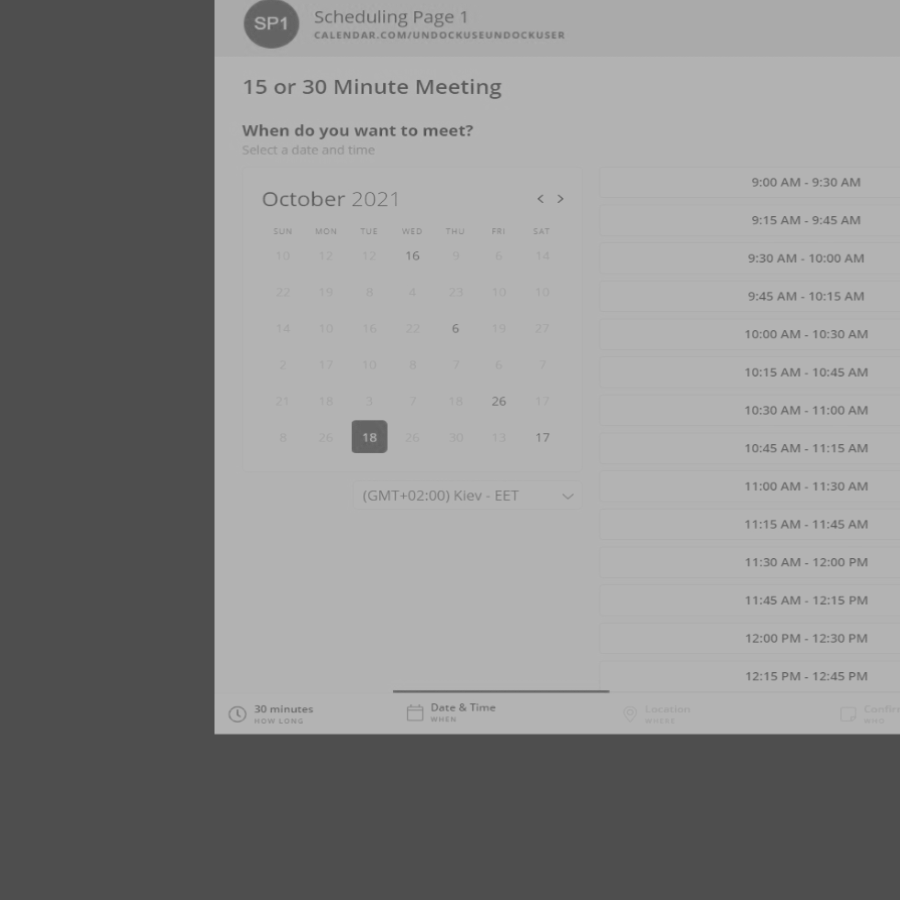 SP1
Scheduling Page 1
CALENDAR.COM/UNDOCKUSEUNDOCKUSER
15 or 30 Minute Meeting
When do you want to meet?
Select a date and time
October 2021
< >
SUN MON TUE WED THU FRI SAT
10 12 12 16 9 6 14
22 19 8 4 23 10 10
14 10 16 22 6 19 27
2 17 10 8 7 6 7
21 18 3 7 18 26 17
8 26 18 26 30 13 17
(GMT+02:00) Kiev - EET
9:00 AM - 9:30 AM
9:15 AM - 9:45 AM
9:30 AM - 10:00 AM
9:45 AM - 10:15 AM
10:00 AM - 10:30 AM
10:15 AM - 10:45 AM
10:30 AM - 11:00 AM
10:45 AM - 11:15 AM
11:00 AM - 11:30 AM
11:15 AM - 11:45 AM
11:30 AM - 12:00 PM
11:45 AM - 12:15 PM
12:00 PM - 12:30 PM
12:15 PM - 12:45 PM
30 minutes
HOW LONG
Date & Time
WHEN
Location
WHERE
WHO